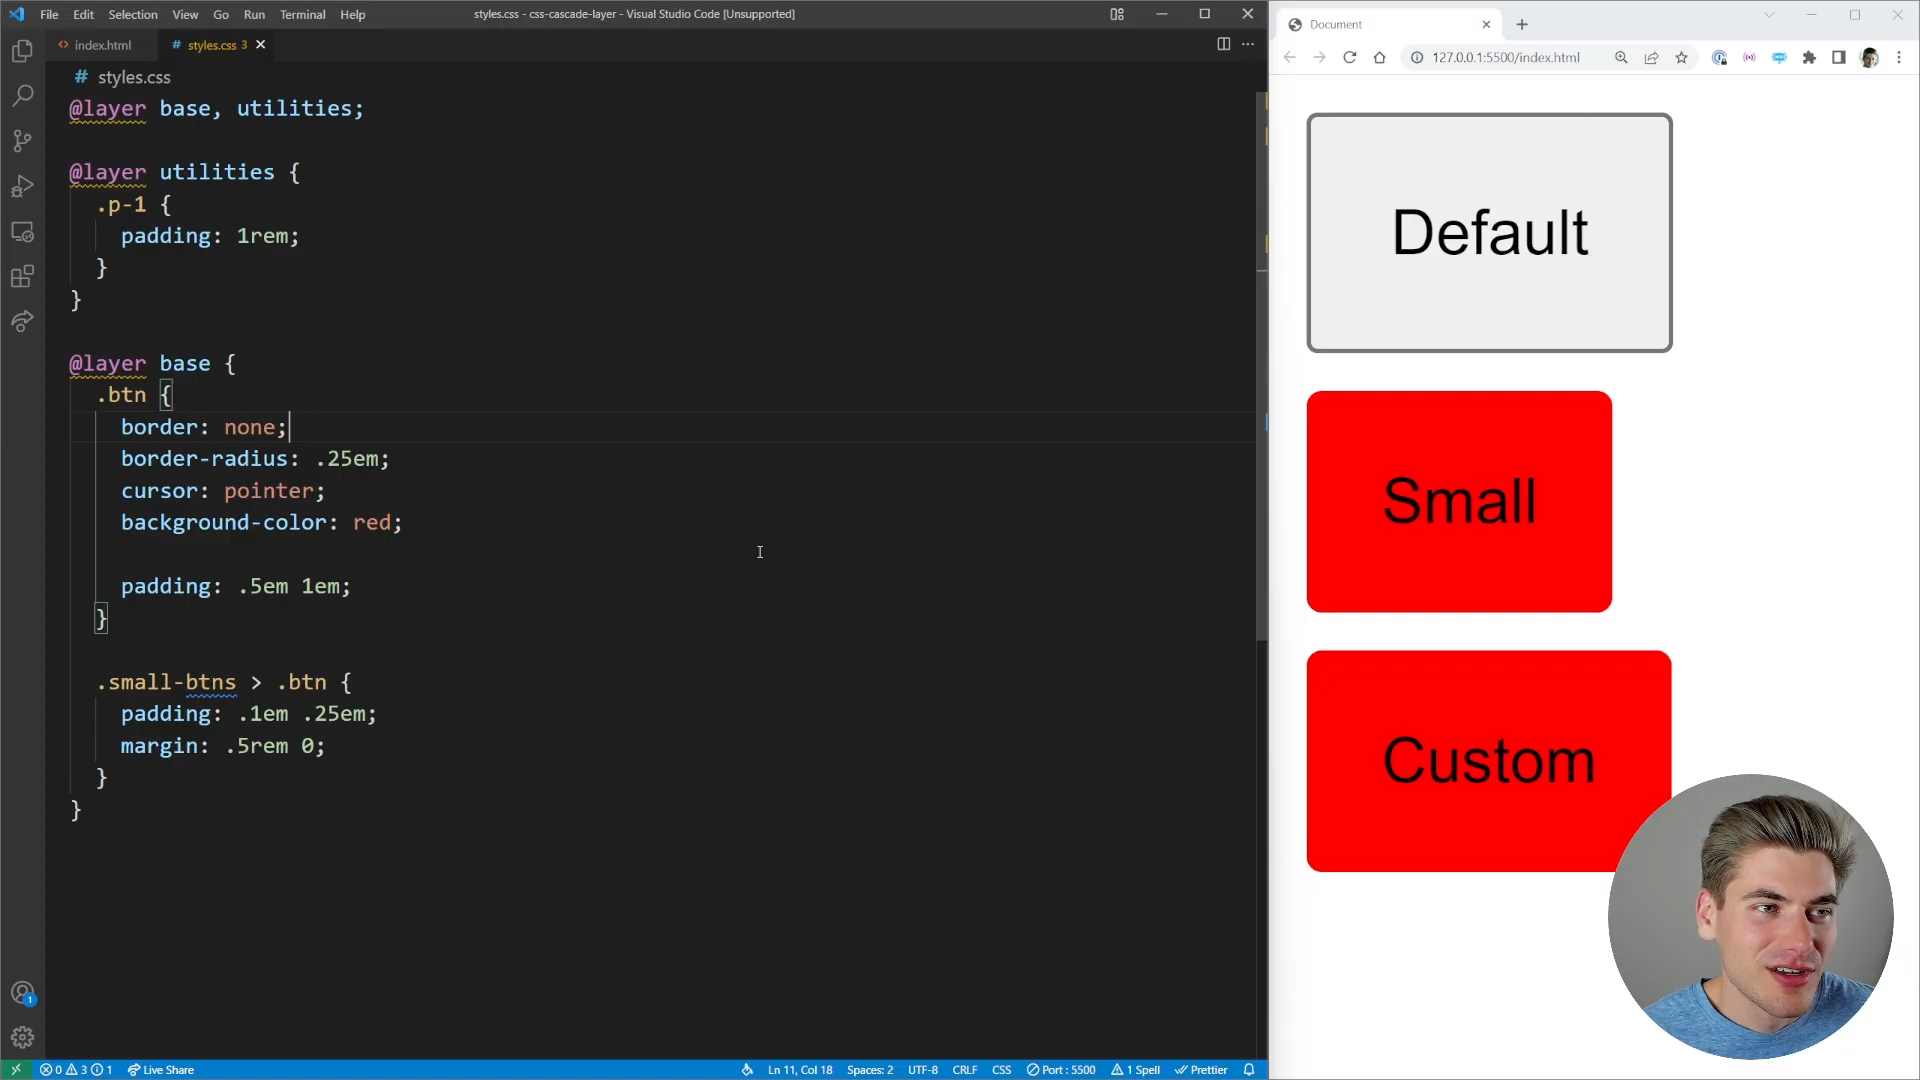 File Edit Selection View Go Run Terminal Help
styles.css - css-cascade-layer - Visual Studio Code [Unsupported]
index.html
# styles.css 3
# styles.css
@layer base, utilities;
@layer utilities {
.p-1 {
padding: 1rem;
}
}
@layer base {
.btn {
border: none;
border-radius: .25em;
cursor: pointer;
background-color: red;
padding: .5em 1em;
}
.small-btns > .btn {
padding: .1em .25em;
margin: .5rem 0;
}
}
1
0 3 1 Live Share
Ln 11, Col 18 Spaces: 2 UTF-8 CRLF CSS Port : 5500 1 Spell Prettier
Document
127.0.0.1:5500/index.html
Default
Small
Custom